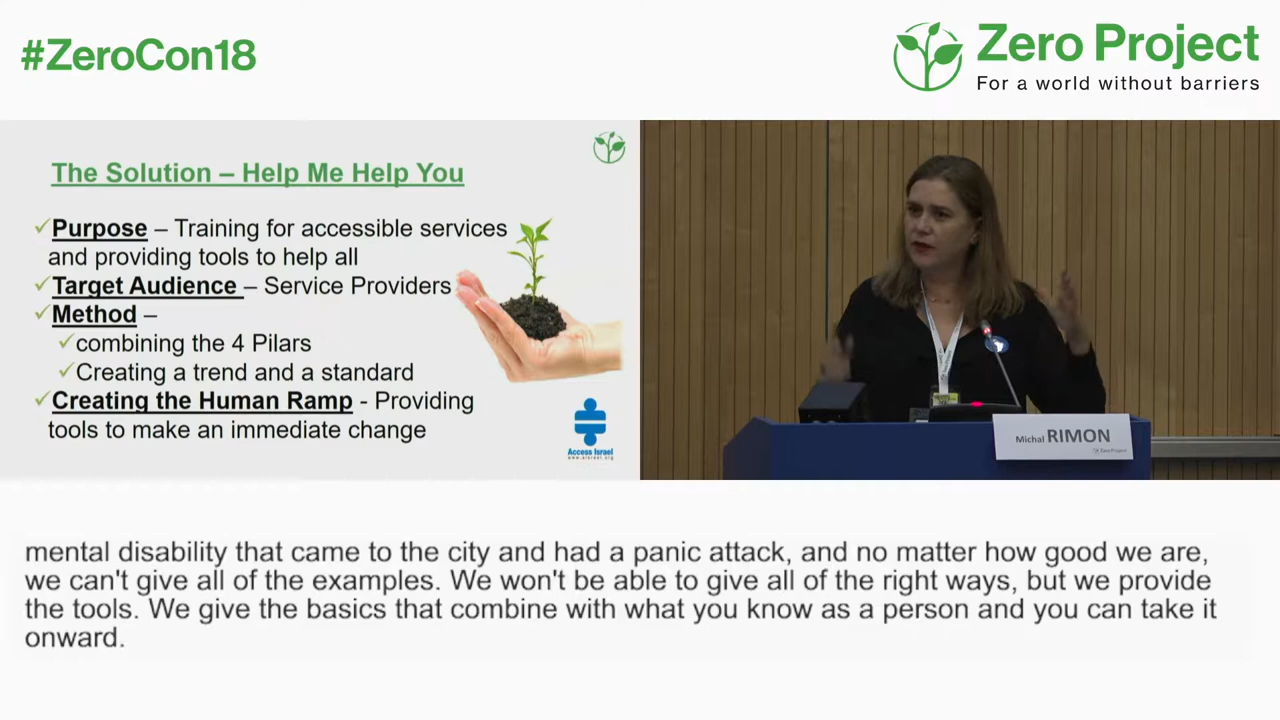 #ZeroCon18
Zero Project
For a world without barriers
The Solution – Help Me Help You
Purpose – Training for accessible services
and providing tools to help all
Target Audience – Service Providers
Method –
combining the 4 Pilars
Creating a trend and a standard
Creating the Human Ramp - Providing
tools to make an immediate change
Access Israel
www.aisrael.org
Michal RIMON
Zero Project
mental disability that came to the city and had a panic attack, and no matter how good we are,
we can't give all of the examples. We won't be able to give all of the right ways, but we provide
the tools. We give the basics that combine with what you know as a person and you can take it
onward.